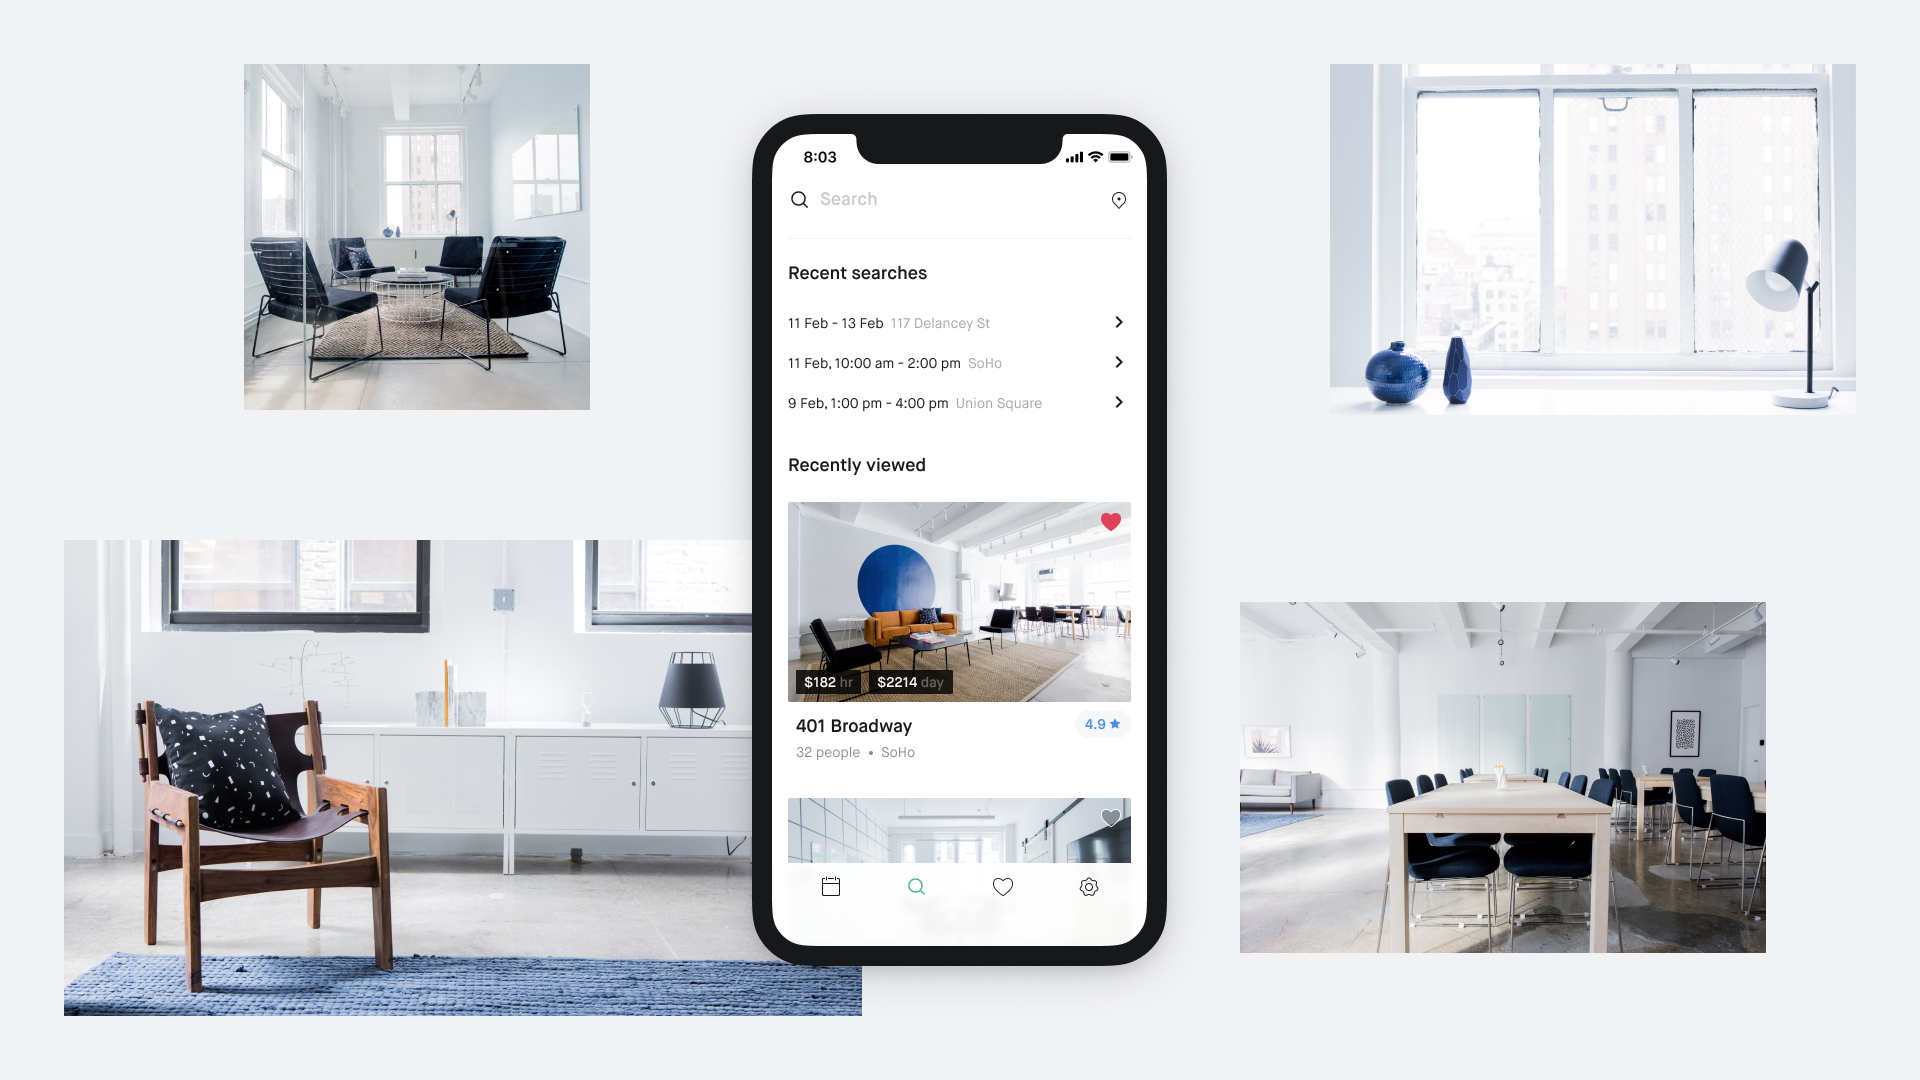 8:03
Search
Recent searches
11 Feb - 13 Feb 117 Delancey St
11 Feb, 10:00 am - 2:00 pm SoHo
9 Feb, 1:00 pm - 4:00 pm Union Square
Recently viewed
$182 hr $2214 day
401 Broadway 4.9
32 people • SoHo